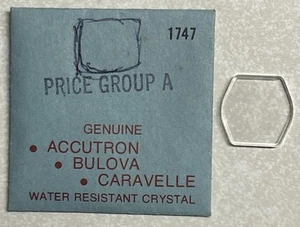 1747
PRICE GROUP A
GENUINE
• ACCUTRON
• BULOVA
• CARAVELLE
WATER RESISTANT CRYSTAL